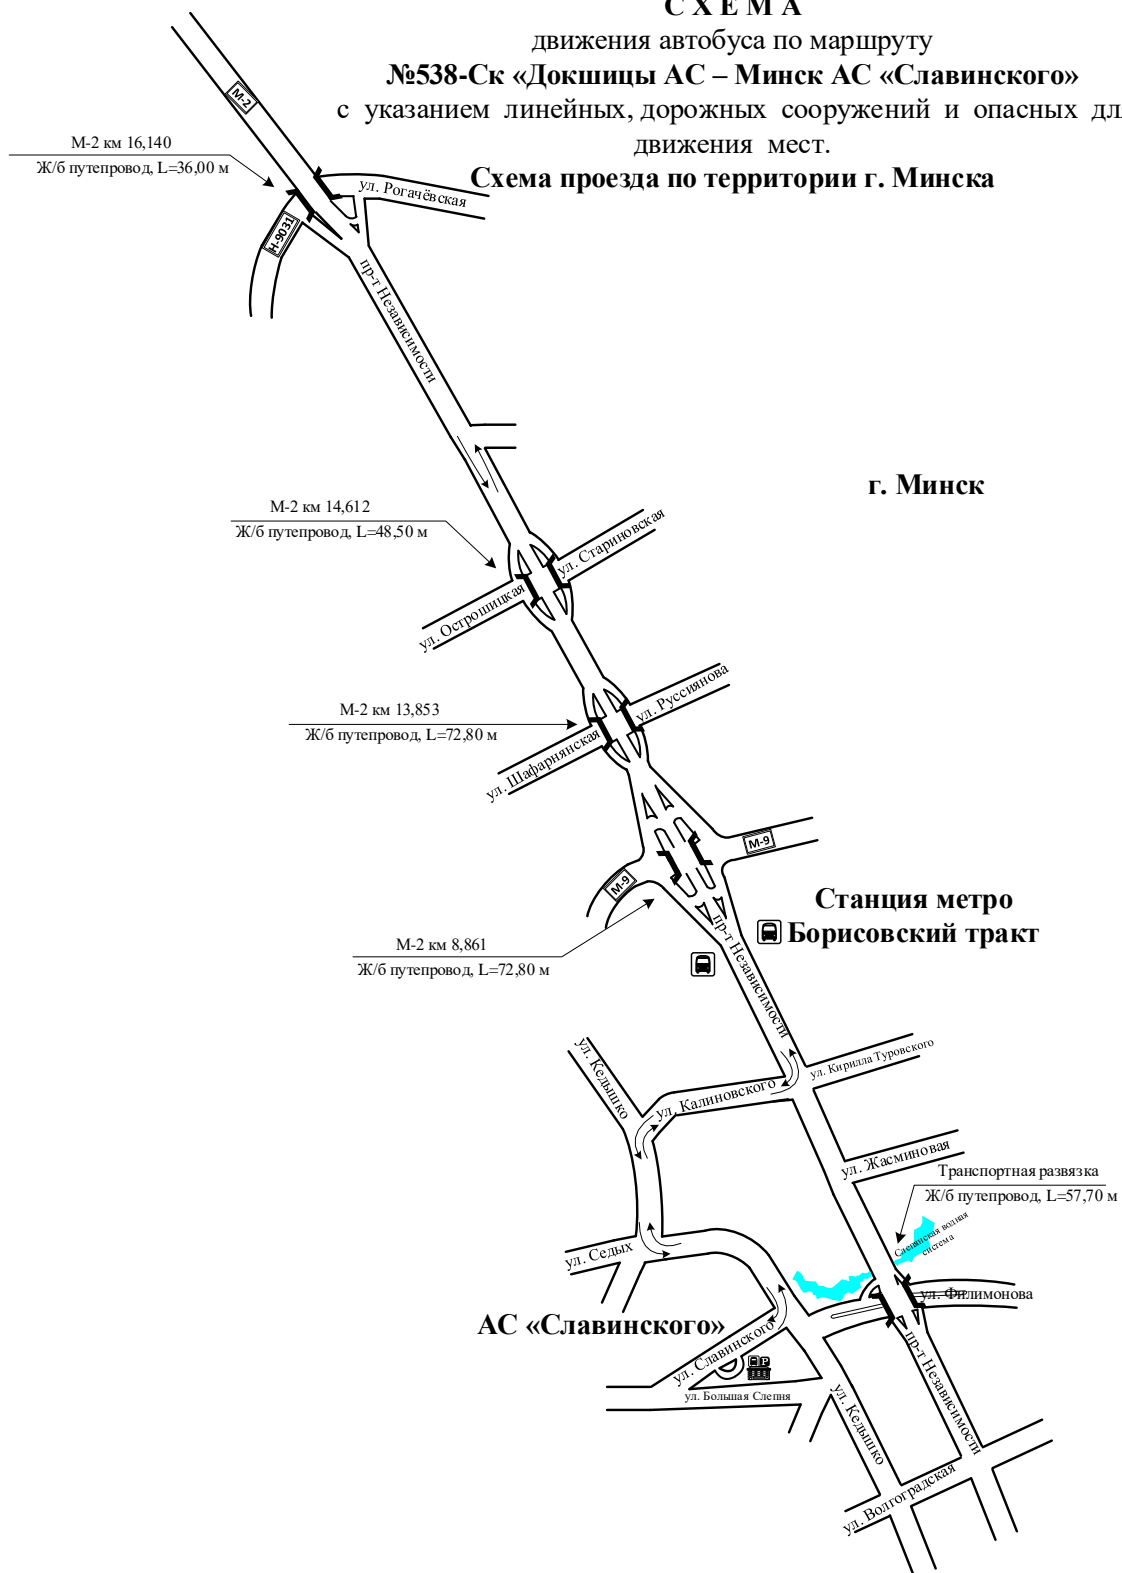 С Х Е М А
движения автобуса по маршруту
№538-Ск «Докшицы АС – Минск АС «Славинского»
с указанием линейных, дорожных сооружений и опасных для
движения мест.
Схема проезда по территории г. Минска
М-2
М-2 км 16,140
Ж/б путепровод, L=36,00 м
ул. Рогачёвская
Н-9031
пр-т Независимости
г. Минск
М-2 км 14,612
Ж/б путепровод, L=48,50 м
ул. Стариновская
ул. Острошицкая
ул. Руссиянова
М-2 км 13,853
Ж/б путепровод, L=72,80 м
ул. Шафарнянская
М-9
М-9
Станция метро
Борисовский тракт
М-2 км 8,861
Ж/б путепровод, L=72,80 м
пр-т Независимости
ул. Кедышко
ул. Кирилла Туровского
ул. Калиновского
ул. Жасминовая
Транспортная развязка
Ж/б путепровод, L=57,70 м
Слепянская водная
система
ул. Седых
ул. Филимонова
АС «Славинского»
ул. Славинского
Р
ул. Большая Слепня
пр-т Независимости
ул. Кедышко
ул. Волгоградская